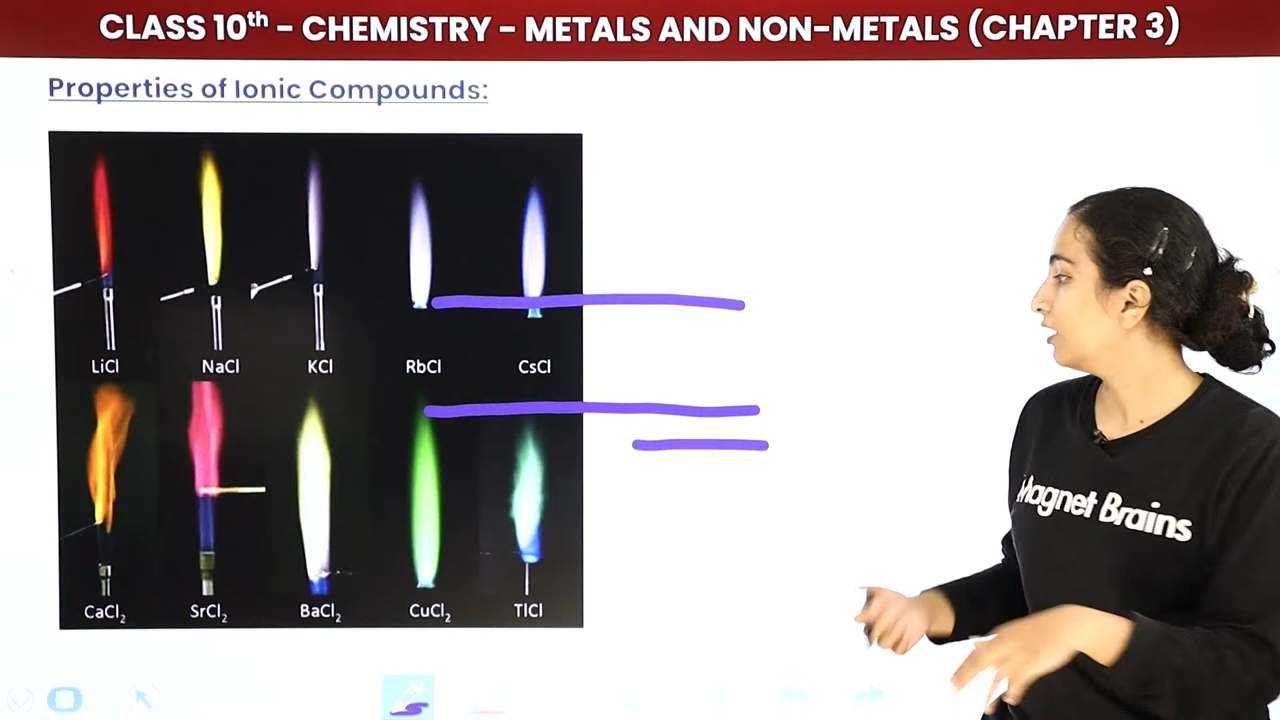 CLASS 10th - CHEMISTRY - METALS AND NON-METALS (CHAPTER 3)
Properties of Ionic Compounds:
LiCl NaCl KCl RbCl CsCl
CaCl₂ SrCl₂ BaCl₂ CuCl₂ TlCl
Magnet Brains